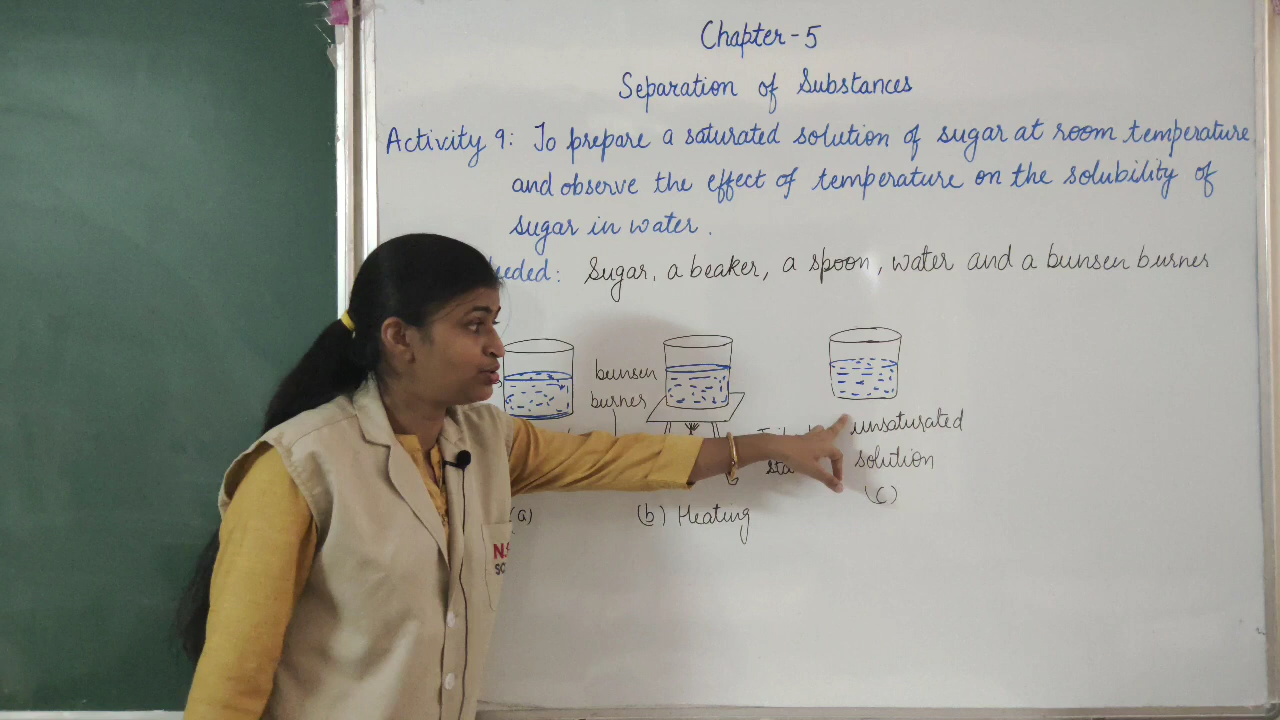 Chapter - 5
Separation of Substances
Activity 9: To prepare a saturated solution of sugar at room temperature
and observe the effect of temperature on the solubility of
sugar in water.
Sugar, a beaker, a spoon, water and a bunsen burner
bunsen
burner
unsaturated
solution
(a)
(b) Heating
(c)